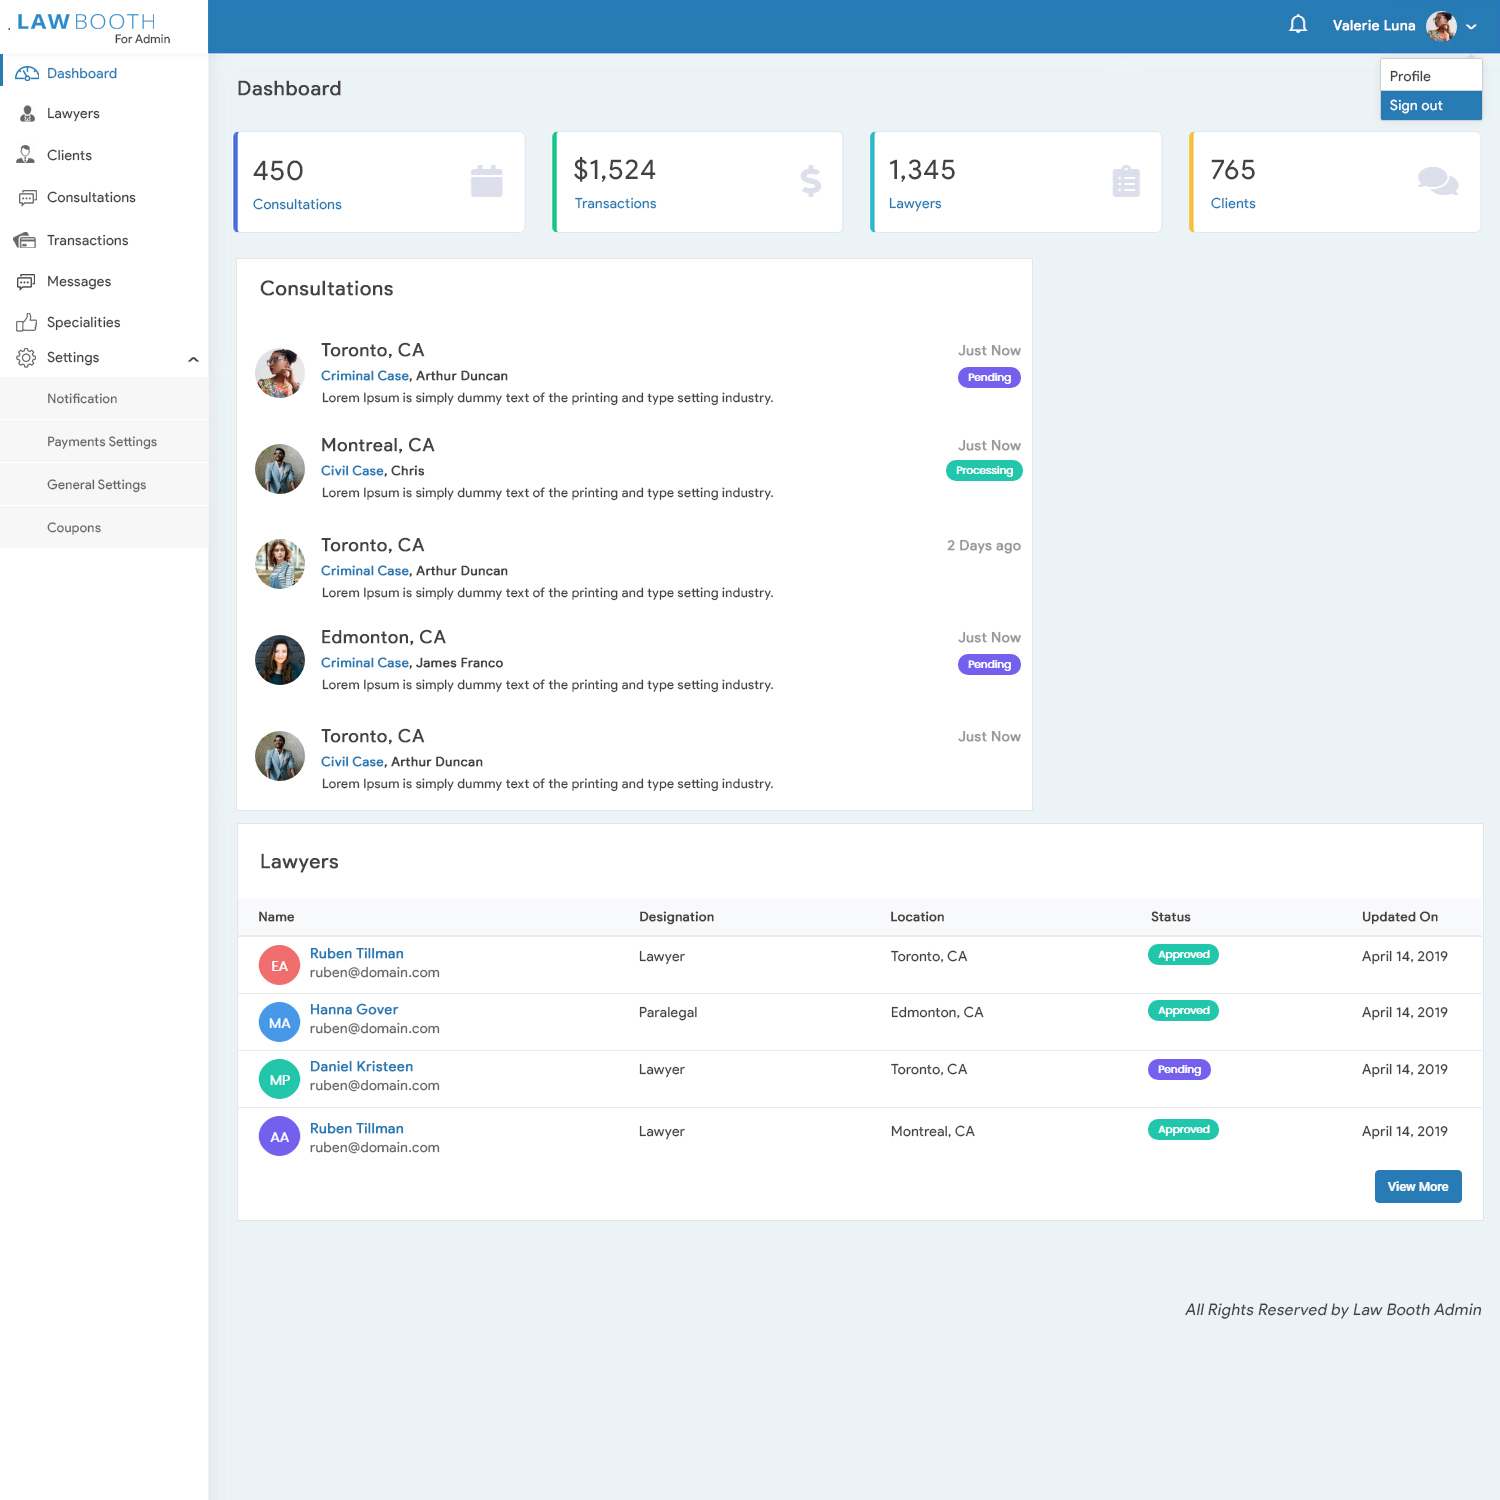 LAWBOOTH
For Admin
Valerie Luna
Profile
Sign out
Dashboard
Lawyers
Clients
Consultations
Transactions
Messages
Specialities
Settings
Notification
Payments Settings
General Settings
Coupons
Dashboard
450
Consultations
$1,524
Transactions
1,345
Lawyers
765
Clients
Consultations
Toronto, CA
Just Now
Criminal Case, Arthur Duncan
Pending
Lorem Ipsum is simply dummy text of the printing and type setting industry.
Montreal, CA
Just Now
Civil Case, Chris
Processing
Lorem Ipsum is simply dummy text of the printing and type setting industry.
Toronto, CA
2 Days ago
Criminal Case, Arthur Duncan
Lorem Ipsum is simply dummy text of the printing and type setting industry.
Edmonton, CA
Just Now
Criminal Case, James Franco
Pending
Lorem Ipsum is simply dummy text of the printing and type setting industry.
Toronto, CA
Just Now
Civil Case, Arthur Duncan
Lorem Ipsum is simply dummy text of the printing and type setting industry.
Lawyers
Name Designation Location Status Updated On
EA Ruben Tillman Lawyer Toronto, CA Approved April 14, 2019
ruben@domain.com
MA Hanna Gover Paralegal Edmonton, CA Approved April 14, 2019
ruben@domain.com
MP Daniel Kristeen Lawyer Toronto, CA Pending April 14, 2019
ruben@domain.com
AA Ruben Tillman Lawyer Montreal, CA Approved April 14, 2019
ruben@domain.com
View More
All Rights Reserved by Law Booth Admin